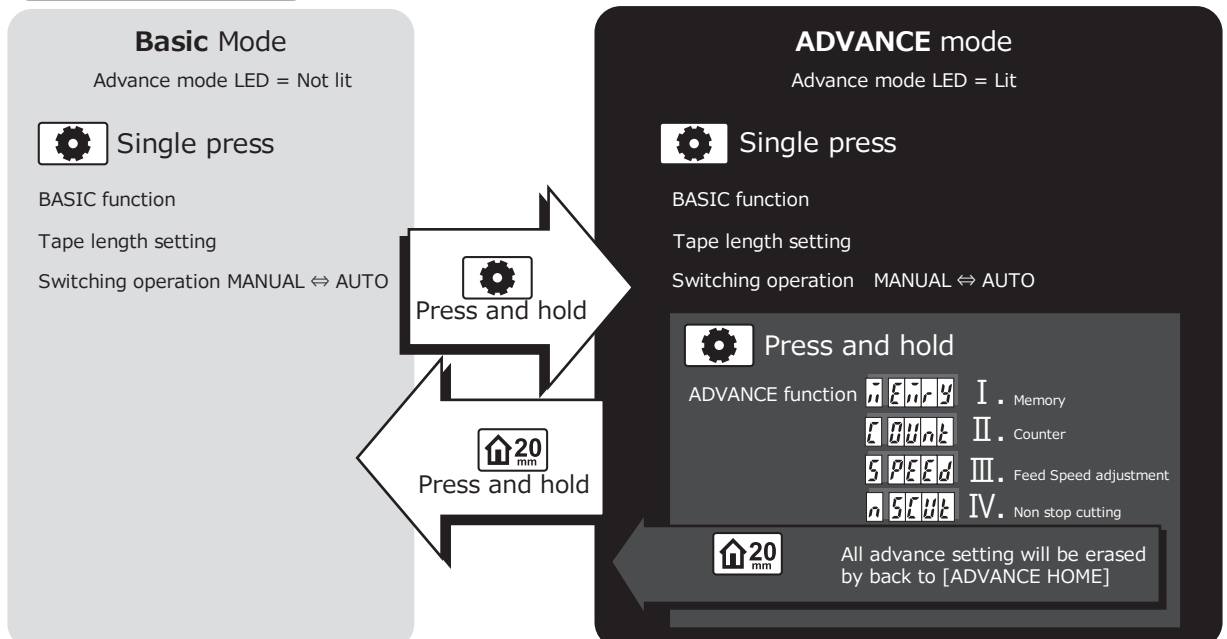 Basic Mode
Advance mode LED = Not lit
Single press
BASIC function
Tape length setting
Switching operation MANUAL ⇔ AUTO
Press and hold
20
mm
Press and hold
ADVANCE mode
Advance mode LED = Lit
Single press
BASIC function
Tape length setting
Switching operation MANUAL ⇔ AUTO
Press and hold
ADVANCE function
MEMrY Ⅰ. Memory
COUnt Ⅱ. Counter
SPEEd Ⅲ. Feed Speed adjustment
nSCUt Ⅳ. Non stop cutting
20
mm
All advance setting will be erased
by back to [ADVANCE HOME]